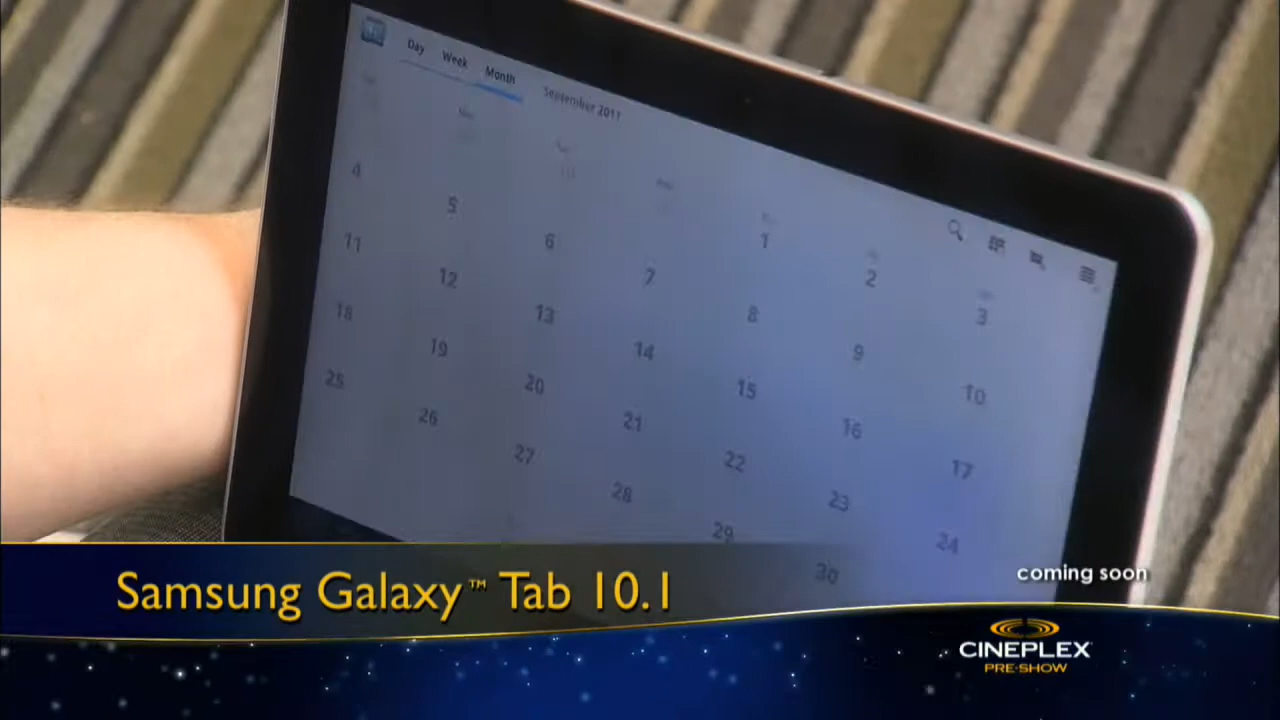 Day Week Month September 2011
1 2 3
4 5 6 7 8 9 10
11 12 13 14 15 16 17
18 19 20 21 22 23 24
25 26 27 28 29 30
coming soon
Samsung Galaxy™ Tab 10.1
CINEPLEX
PRE-SHOW